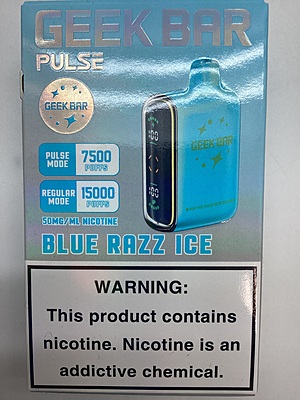 GEEK BAR
PULSE
GEEK BAR
PULSE MODE 7500 PUFFS
REGULAR MODE 15000 PUFFS
50MG/ML NICOTINE
GEEK BAR
BLUE RAZZ ICE
WARNING:
This product contains
nicotine. Nicotine is an
addictive chemical.